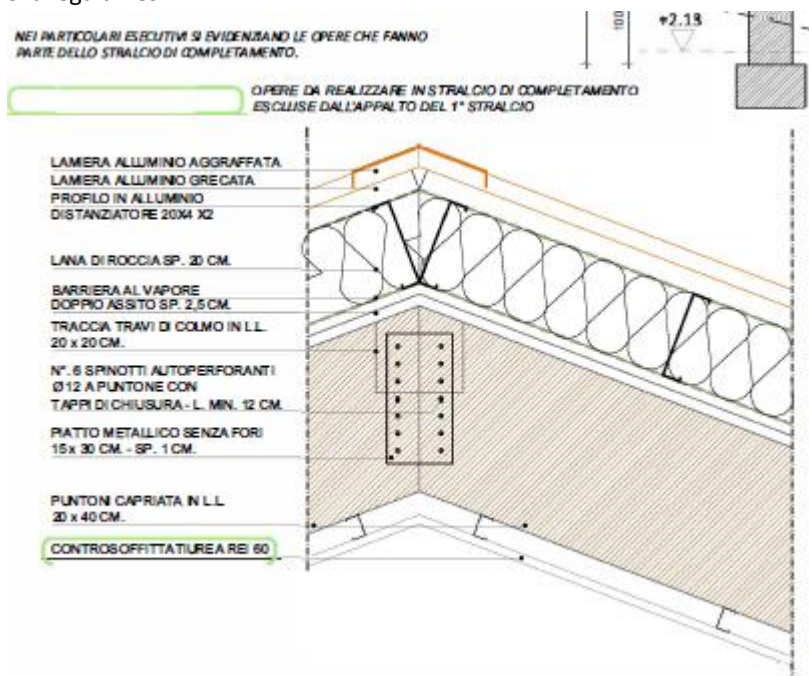 NEI PARTICOLARI ESECUTIVI SI EVIDENZIANO LE OPERE CHE FANNO
PARTE DELLO STRALCIO DI COMPLETAMENTO.
100
+2.13
OPERE DA REALIZZARE IN STRALCIO DI COMPLETAMENTO
ESCLUSE DALL'APPALTO DEL 1° STRALCIO
LAMIERA ALLUMINIO AGGRAFFATA
LAMIERA ALLUMINIO GRECATA
PROFILO IN ALLUMINIO
DISTANZIATORE 20X4 X2
LANA DI ROCCIA SP. 20 CM.
BARRIERA AL VAPORE
DOPPIO ASSITO SP. 2,5 CM.
TRACCIA TRAVI DI COLMO IN L.L.
20 x 20 CM.
N°. 6 SPINOTTI AUTOPERFORANTI
Ø12 A PUNTONE CON
TAPPI DI CHIUSURA - L. MIN. 12 CM.
PIATTO METALLICO SENZA FORI
15 x 30 CM. - SP. 1 CM.
PUNTONI CAPRIATA IN L.L
20 x 40 CM.
CONTROSOFFITTATIURE A REI 60